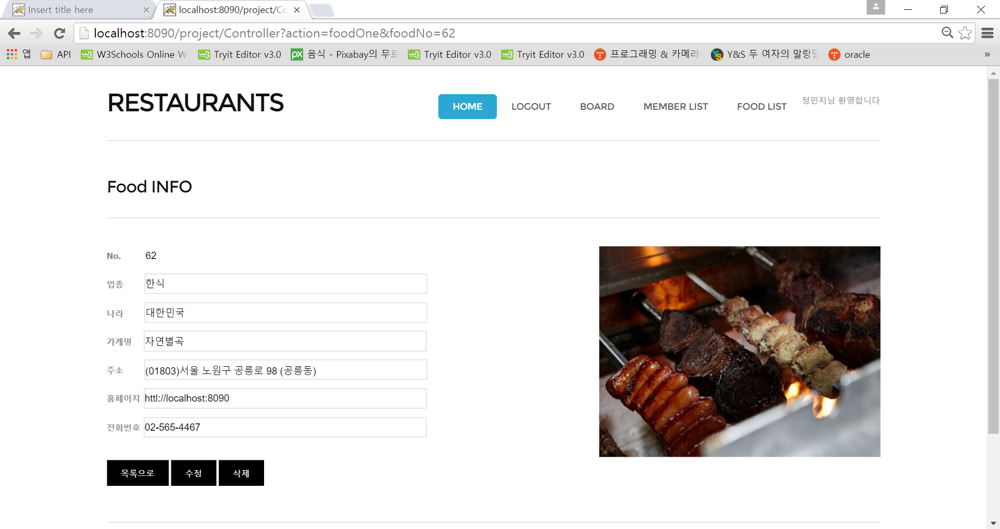 Insert title here
localhost:8090/project/Co
localhost:8090/project/Controller?action=foodOne&foodNo=62
앱 API W3Schools Online W Tryit Editor v3.0 음식 - Pixabay의 무료 Tryit Editor v3.0 Tryit Editor v3.0 프로그래밍 & 카메라 Y&S 두 여자의 말랑말 oracle »
RESTAURANTS
HOME LOGOUT BOARD MEMBER LIST FOOD LIST 정민지님 환영합니다
Food INFO
No. 62
업종 한식
나라 대한민국
가게명 자연별곡
주소 (01803)서울 노원구 공릉로 98 (공릉동)
홈페이지 httl://localhost:8090
전화번호 02-565-4467
목록으로 수정 삭제